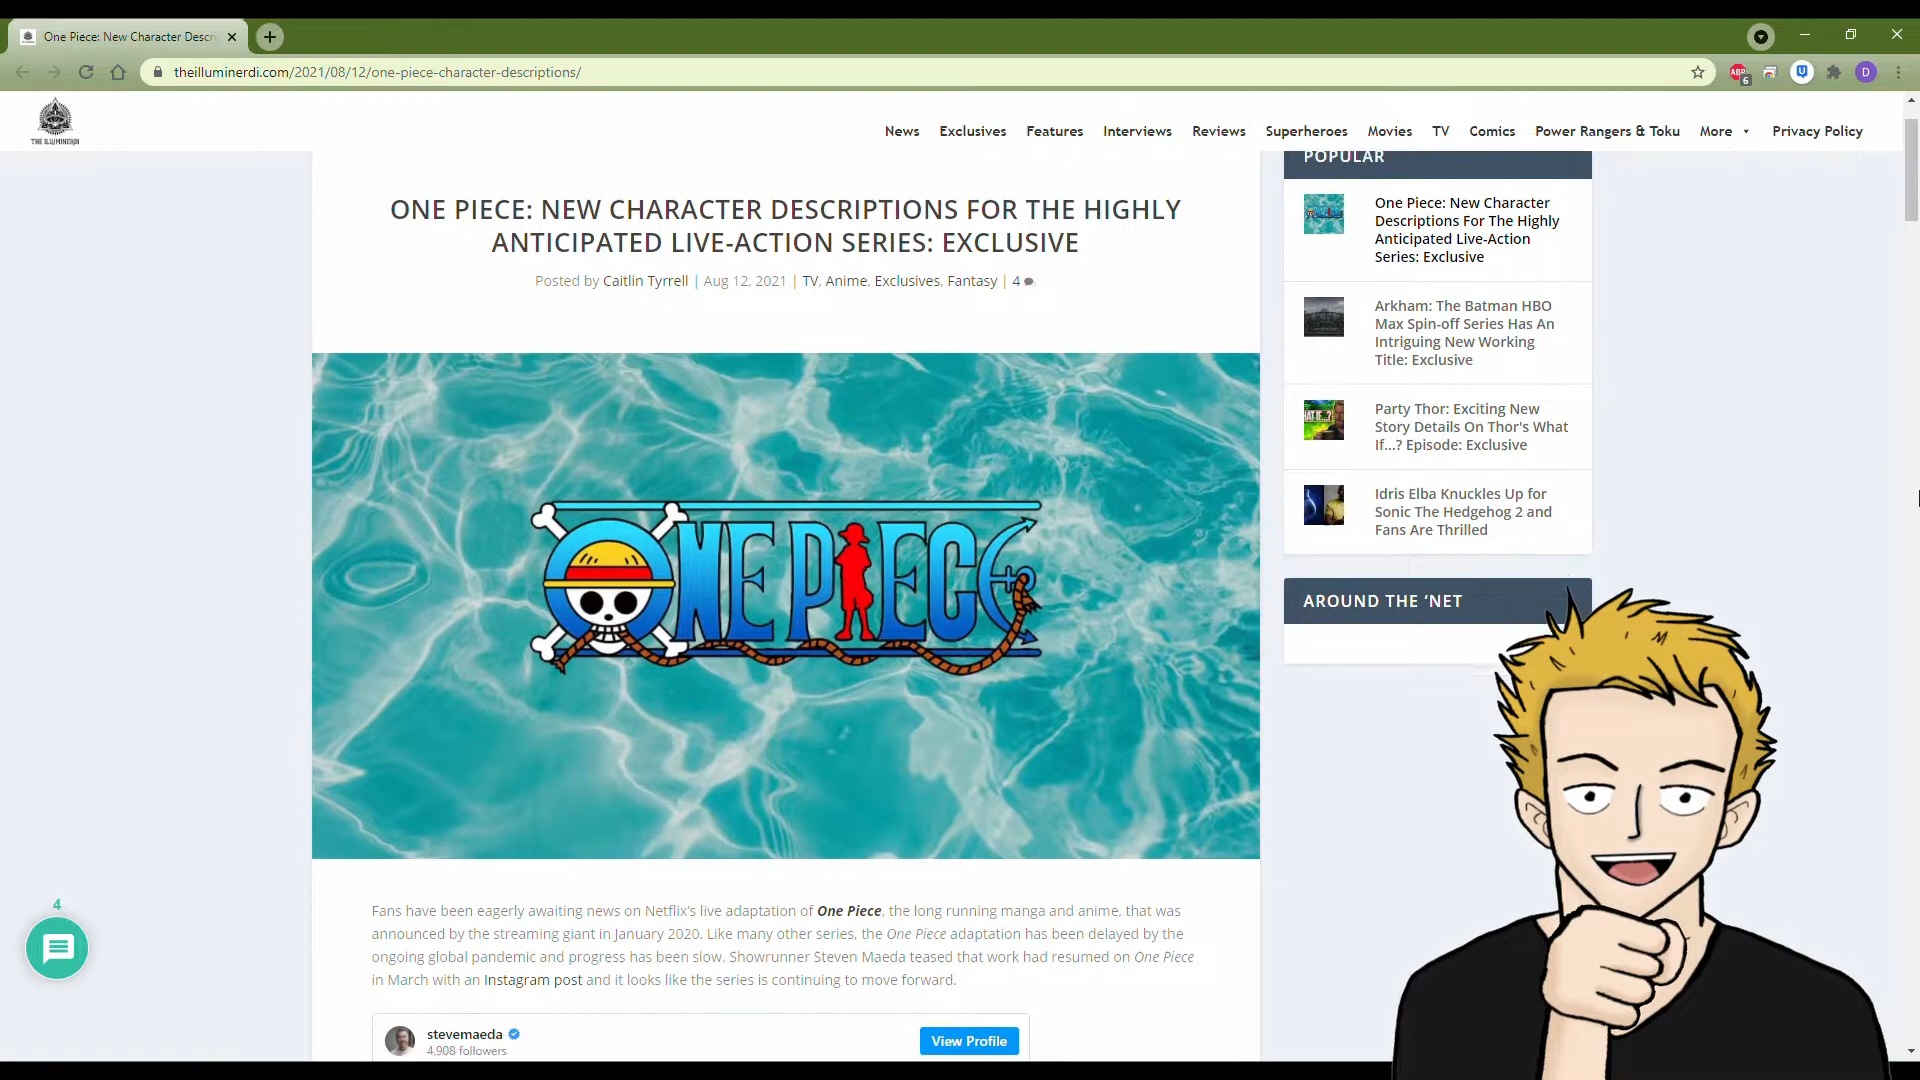 One Piece: New Character Descri
theilluminerdi.com/2021/08/12/one-piece-character-descriptions/
ABP
6
D
THE ILLUMINERDI
News Exclusives Features Interviews Reviews Superheroes Movies TV Comics Power Rangers & Toku More Privacy Policy
ONE PIECE: NEW CHARACTER DESCRIPTIONS FOR THE HIGHLY
ANTICIPATED LIVE-ACTION SERIES: EXCLUSIVE
Posted by Caitlin Tyrrell | Aug 12, 2021 | TV, Anime, Exclusives, Fantasy | 4
ONE PIECE
Fans have been eagerly awaiting news on Netflix's live adaptation of One Piece, the long running manga and anime, that was
announced by the streaming giant in January 2020. Like many other series, the One Piece adaptation has been delayed by the
ongoing global pandemic and progress has been slow. Showrunner Steven Maeda teased that work had resumed on One Piece
in March with an Instagram post and it looks like the series is continuing to move forward.
stevemaeda
4,908 followers
View Profile
POPULAR
One Piece: New Character
Descriptions For The Highly
Anticipated Live-Action
Series: Exclusive
Arkham: The Batman HBO
Max Spin-off Series Has An
Intriguing New Working
Title: Exclusive
Party Thor: Exciting New
Story Details On Thor's What
If...? Episode: Exclusive
Idris Elba Knuckles Up for
Sonic The Hedgehog 2 and
Fans Are Thrilled
AROUND THE ‘NET
4